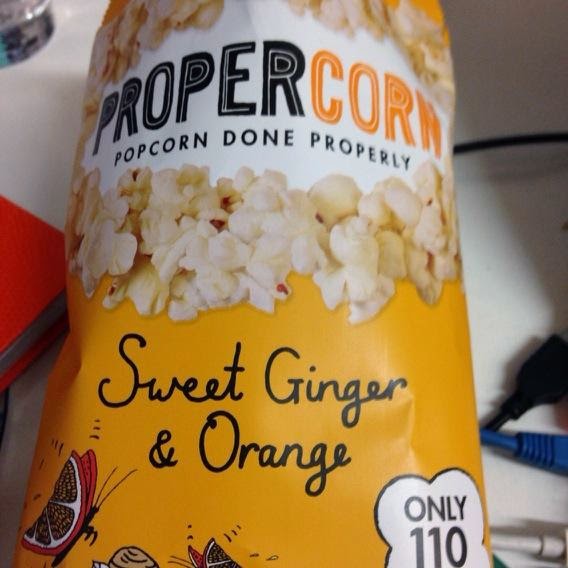 PROPERCORN
POPCORN DONE PROPERLY
Sweet Ginger
& Orange
ONLY
110